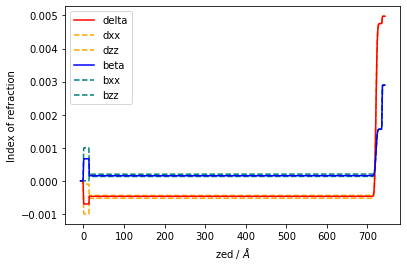 delta
dxx
dzz
beta
bxx
bzz
Index of refraction
0.005
0.004
0.003
0.002
0.001
0.000
−0.001
0 100 200 300 400 500 600 700
zed / Å